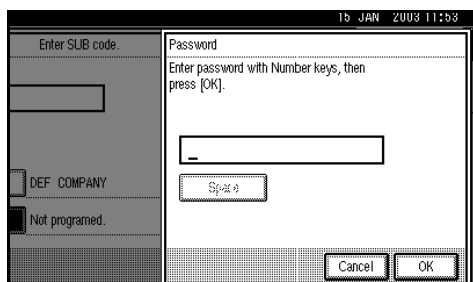 15 JAN 2003 11:53
Enter SUB code.
Password
Enter password with Number keys, then
press [OK].
DEF COMPANY
Space
Not programed.
Cancel OK